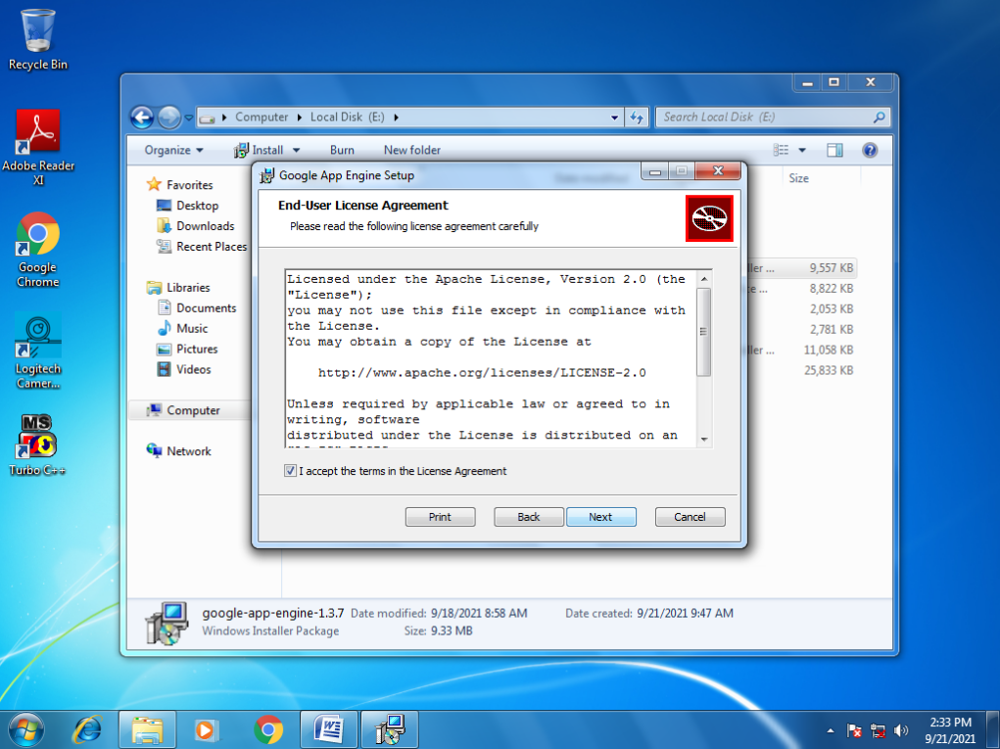 Recycle Bin
Adobe Reader
XI
Google
Chrome
Logitech
Camer...
MS
Turbo C++
Computer
Local Disk (E:)
Search Local Disk (E:)
Organize
Install
Burn
New folder
Favorites
Desktop
Downloads
Recent Places
Libraries
Documents
Music
Pictures
Videos
Computer
Network
Size
ller ... 9,557 KB
e ... 8,822 KB
2,053 KB
2,781 KB
ller ... 11,058 KB
25,833 KB
Google App Engine Setup
End-User License Agreement
Please read the following license agreement carefully
Licensed under the Apache License, Version 2.0 (the
"License");
you may not use this file except in compliance with
the License.
You may obtain a copy of the License at
http://www.apache.org/licenses/LICENSE-2.0
Unless required by applicable law or agreed to in
writing, software
distributed under the License is distributed on an
I accept the terms in the License Agreement
Print
Back
Next
Cancel
google-app-engine-1.3.7 Date modified: 9/18/2021 8:58 AM Date created: 9/21/2021 9:47 AM
Windows Installer Package Size: 9.33 MB
2:33 PM
9/21/2021